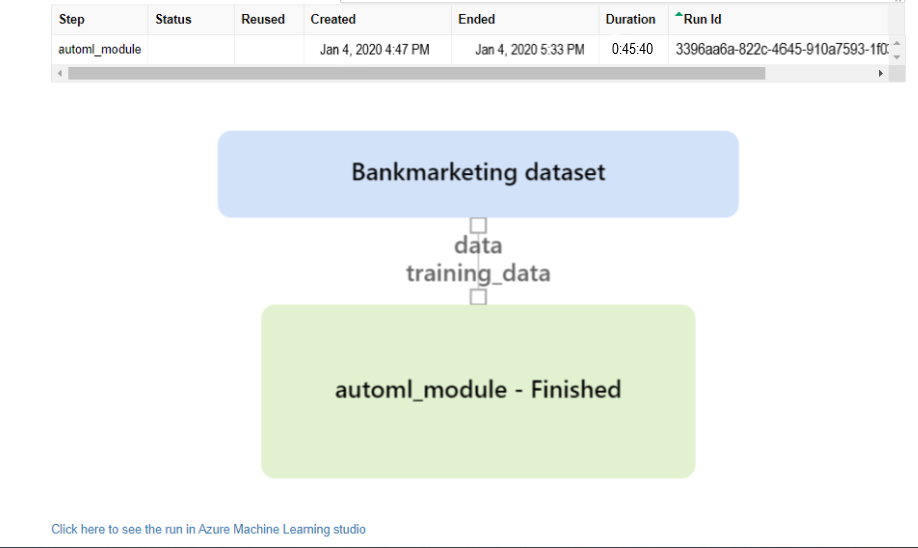 Step Status Reused Created Ended Duration Run Id
automl_module Jan 4, 2020 4:47 PM Jan 4, 2020 5:33 PM 0:45:40 3396aa6a-822c-4645-910a7593-1f0
Bankmarketing dataset
data
training_data
automl_module - Finished
Click here to see the run in Azure Machine Learning studio